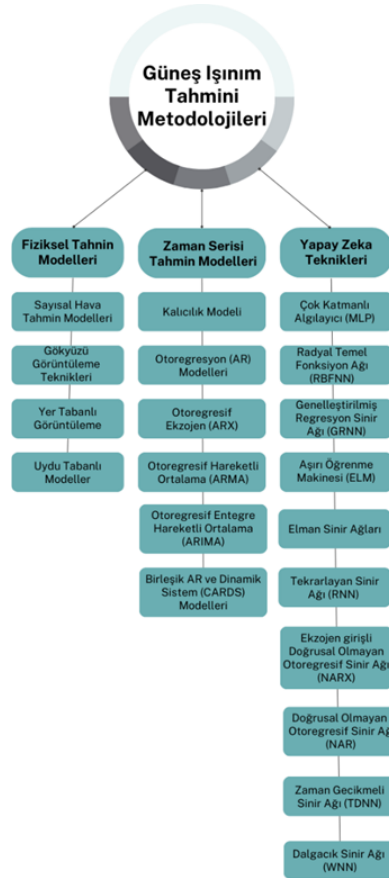 Güneş Işınım
Tahmini
Metodolojileri
Fiziksel Tahnin
Modelleri
Sayısal Hava
Tahmin Modelleri
Gökyüzü
Görüntüleme
Teknikleri
Yer Tabanlı
Görüntüleme
Uydu Tabanlı
Modeller
Zaman Serisi
Tahmin Modelleri
Kalıcılık Modeli
Otoregresyon (AR)
Modelleri
Otoregresif
Ekzojen (ARX)
Otoregresif Hareketli
Ortalama (ARMA)
Otoregresif Entegre
Hareketli Ortalama
(ARIMA)
Birleşik AR ve Dinamik
Sistem (CARDS)
Modelleri
Yapay Zeka
Teknikleri
Çok Katmanlı
Algılayıcı (MLP)
Radyal Temel
Fonksiyon Ağı
(RBFNN)
Genelleştirilmiş
Regresyon Sinir
Ağı (GRNN)
Aşırı Öğrenme
Makinesi (ELM)
Elman Sinir Ağları
Tekrarlayan Sinir
Ağı (RNN)
Ekzojen girişli
Doğrusal Olmayan
Otoregresif Sinir Ağı
(NARX)
Doğrusal Olmayan
Otoregresif Sinir Ağ
(NAR)
Zaman Gecikmeli
Sinir Ağı (TDNN)
Dalgacık Sinir Ağı
(WNN)